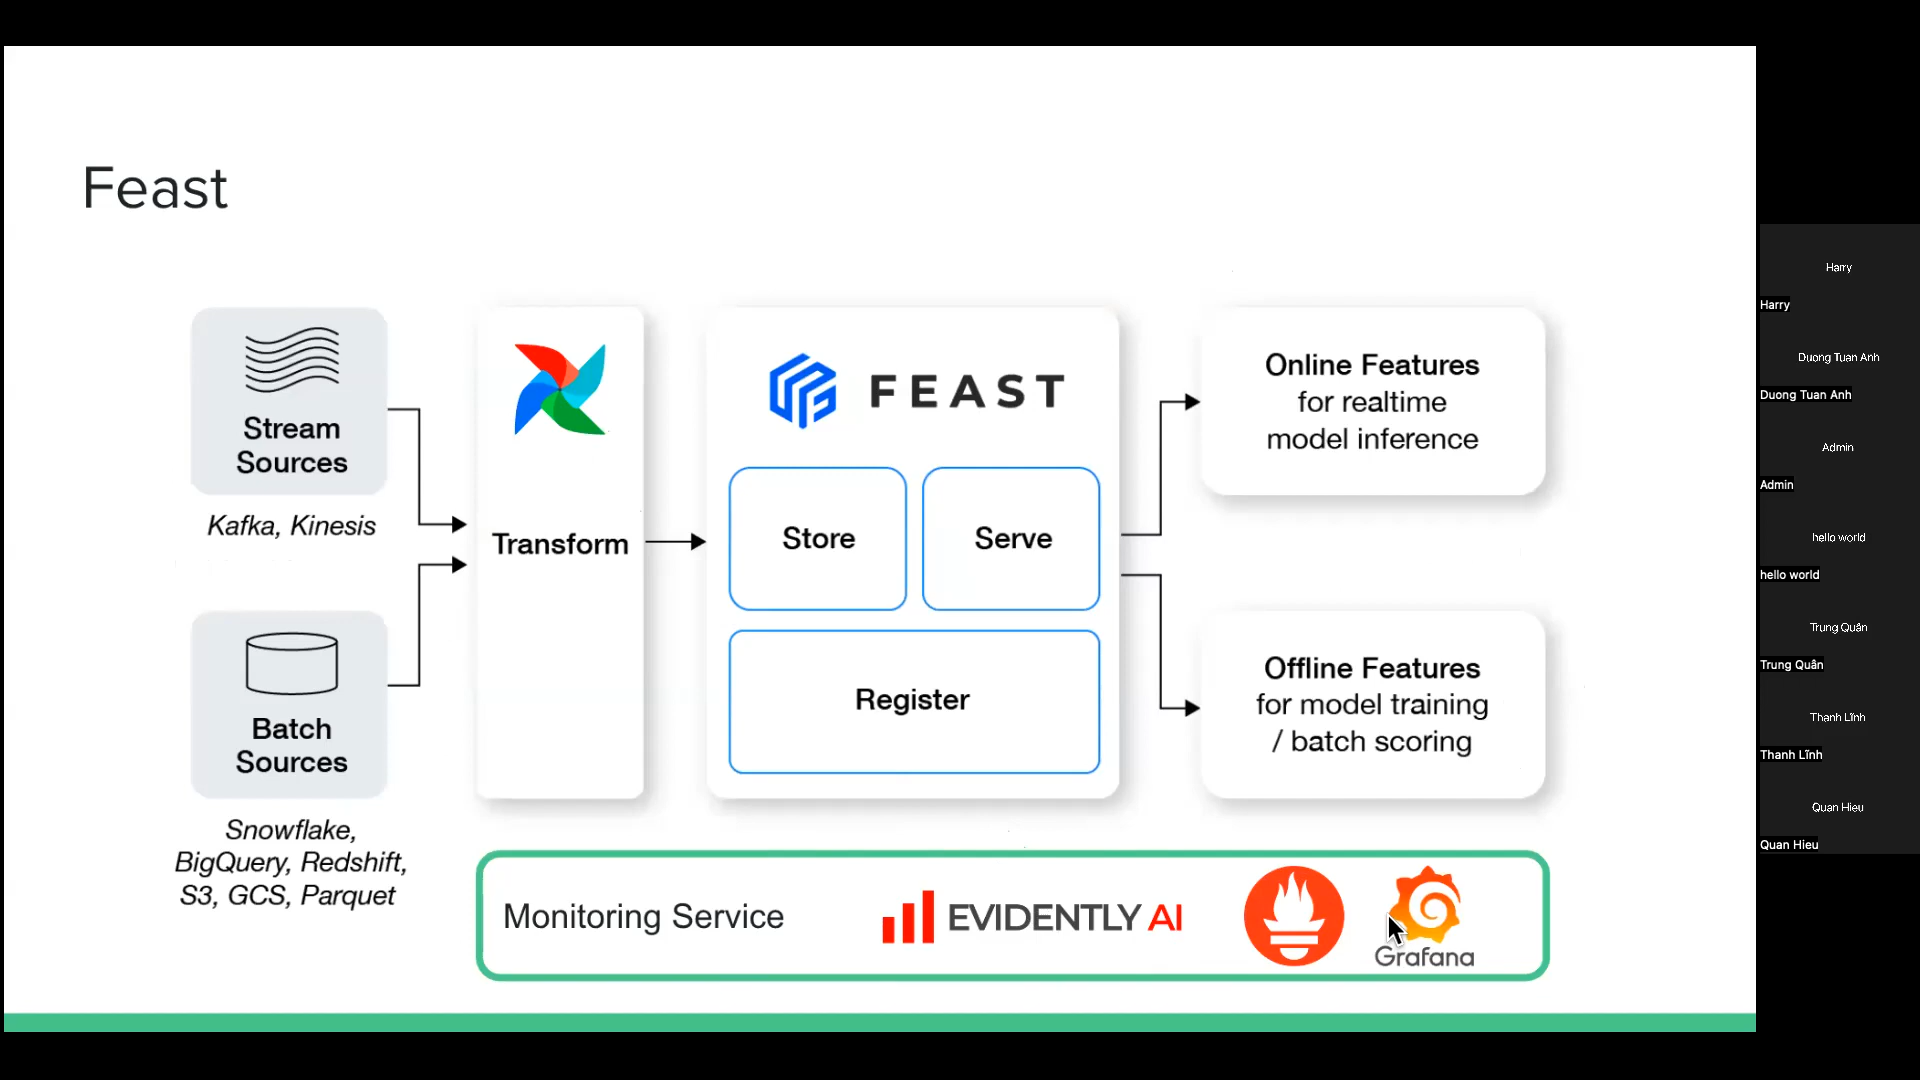 Feast
Stream
Sources
Kafka, Kinesis
Batch
Sources
Snowflake,
BigQuery, Redshift,
S3, GCS, Parquet
Transform
FEAST
Store
Serve
Register
Online Features
for realtime
model inference
Offline Features
for model training
/ batch scoring
Monitoring Service
EVIDENTLY AI
Grafana
Harry
Harry
Duong Tuan Anh
Duong Tuan Anh
Admin
Admin
hello world
hello world
Trung Quân
Trung Quân
Thanh Lĩnh
Thanh Lĩnh
Quan Hieu
Quan Hieu